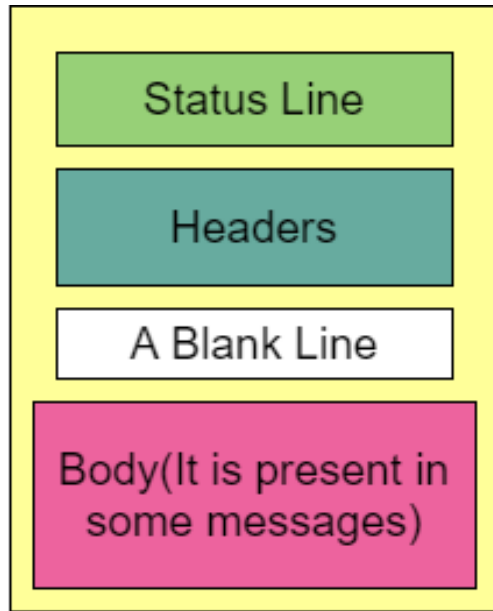 Status Line
Headers
A Blank Line
Body(It is present in
some messages)